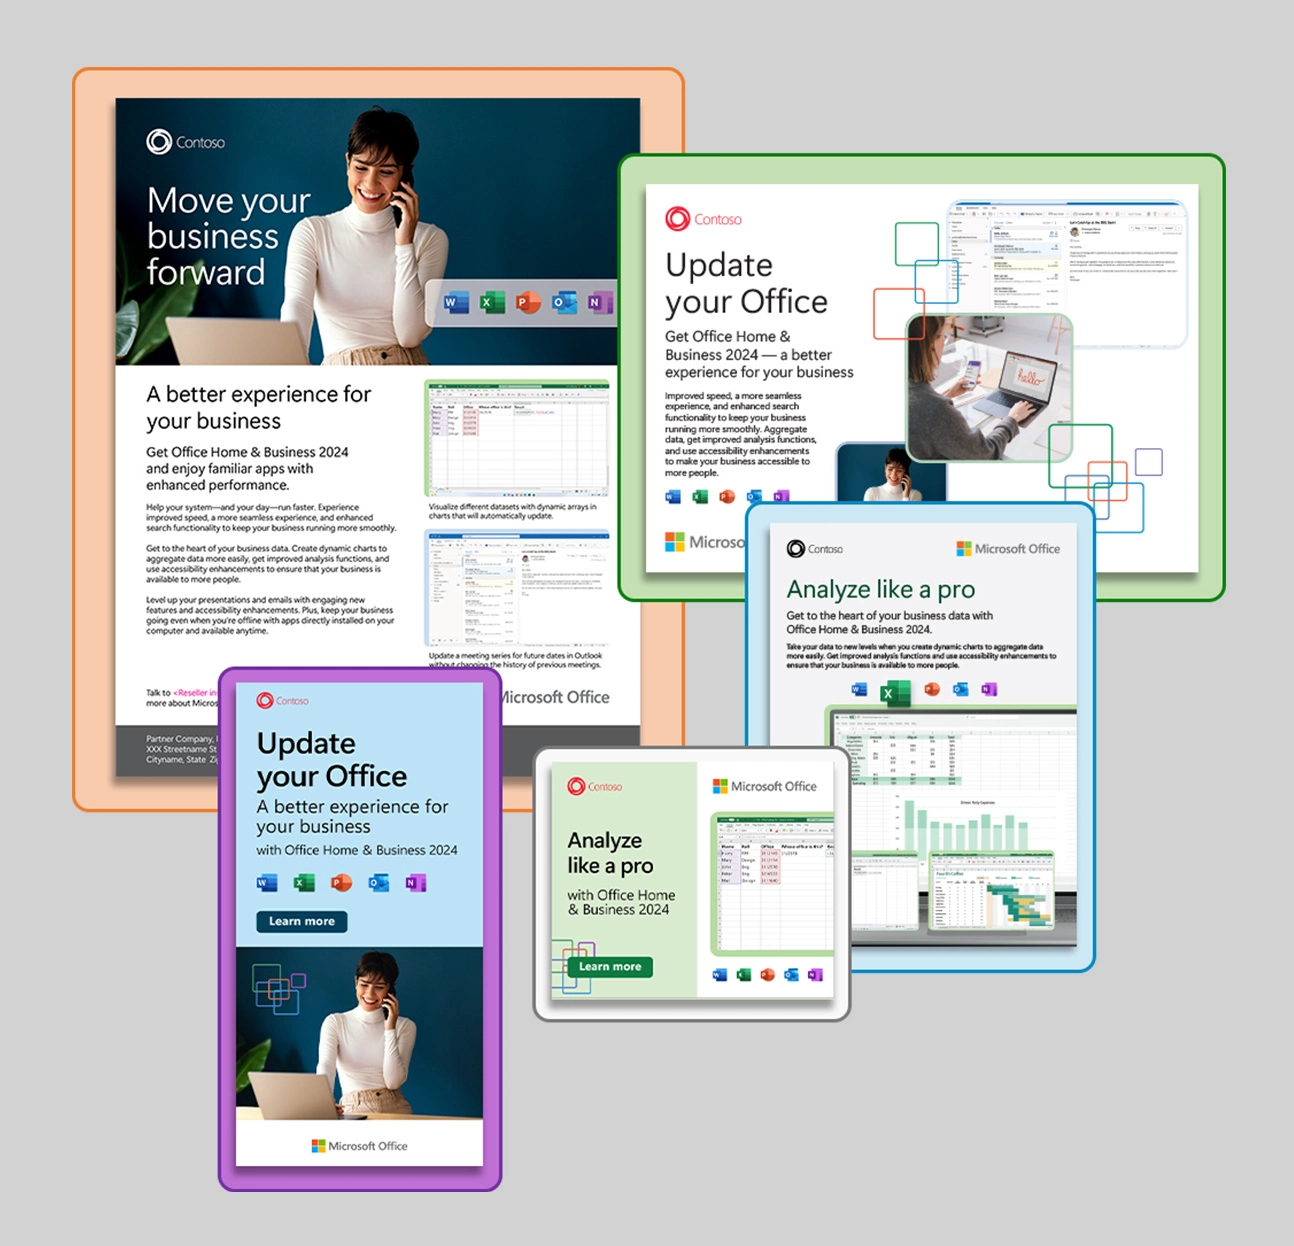 Contoso
Move your
business
forward
A better experience for
your business
Get Office Home & Business 2024
and enjoy familiar apps with
enhanced performance.
Help your system—and your day—run faster. Experience
improved speed, a more seamless experience, and enhanced
search functionality to keep your business running more smoothly.
Get to the heart of your business data. Create dynamic charts to
aggregate data more easily, get improved analysis functions, and
use accessibility enhancements to ensure that your business is
available to more people.
Level up your presentations and emails with engaging new
features and accessibility enhancements. Plus, keep your business
going even when you're offline with apps directly installed on your
computer and available anytime.
Visualize different datasets with dynamic arrays in
charts that will automatically update.
Update a meeting series for future dates in Outlook
without changing the history of previous meetings.
Talk to <Reseller in
more about Micros
Microsoft Office
Partner Company,
XXX Streetname St
Cityname, State Zi
Contoso
Update
your Office
Get Office Home &
Business 2024 — a better
experience for your business
Improved speed, a more seamless
experience, and enhanced search
functionality to keep your business
running more smoothly. Aggregate
data, get improved analysis functions,
and use accessibility enhancements
to make your business accessible to
more people.
hello
Microso
Contoso
Microsoft Office
Analyze like a pro
Get to the heart of your business data with
Office Home & Business 2024.
Take your data to new levels when you create dynamic charts to aggregate data
more easily. Get improved analysis functions and use accessibility enhancements to
ensure that your business is available to more people.
Contoso
Update
your Office
A better experience for
your business
with Office Home & Business 2024
Learn more
Microsoft Office
Contoso
Microsoft Office
Analyze
like a pro
with Office Home
& Business 2024
Learn more